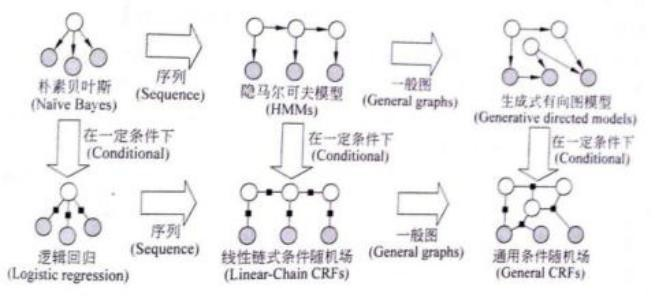 朴素贝叶斯
(Naïve Bayes)
序列
(Sequence)
隐马尔可夫模型
(HMMs)
一般图
(General graphs)
生成式有向图模型
(Generative directed models)
在一定条件下
(Conditional)
在一定条件下
(Conditional)
在一定条件下
(Conditional)
逻辑回归
(Logistic regression)
序列
(Sequence)
线性链式条件随机场
(Linear-Chain CRFs)
一般图
(General graphs)
通用条件随机场
(General CRFs)